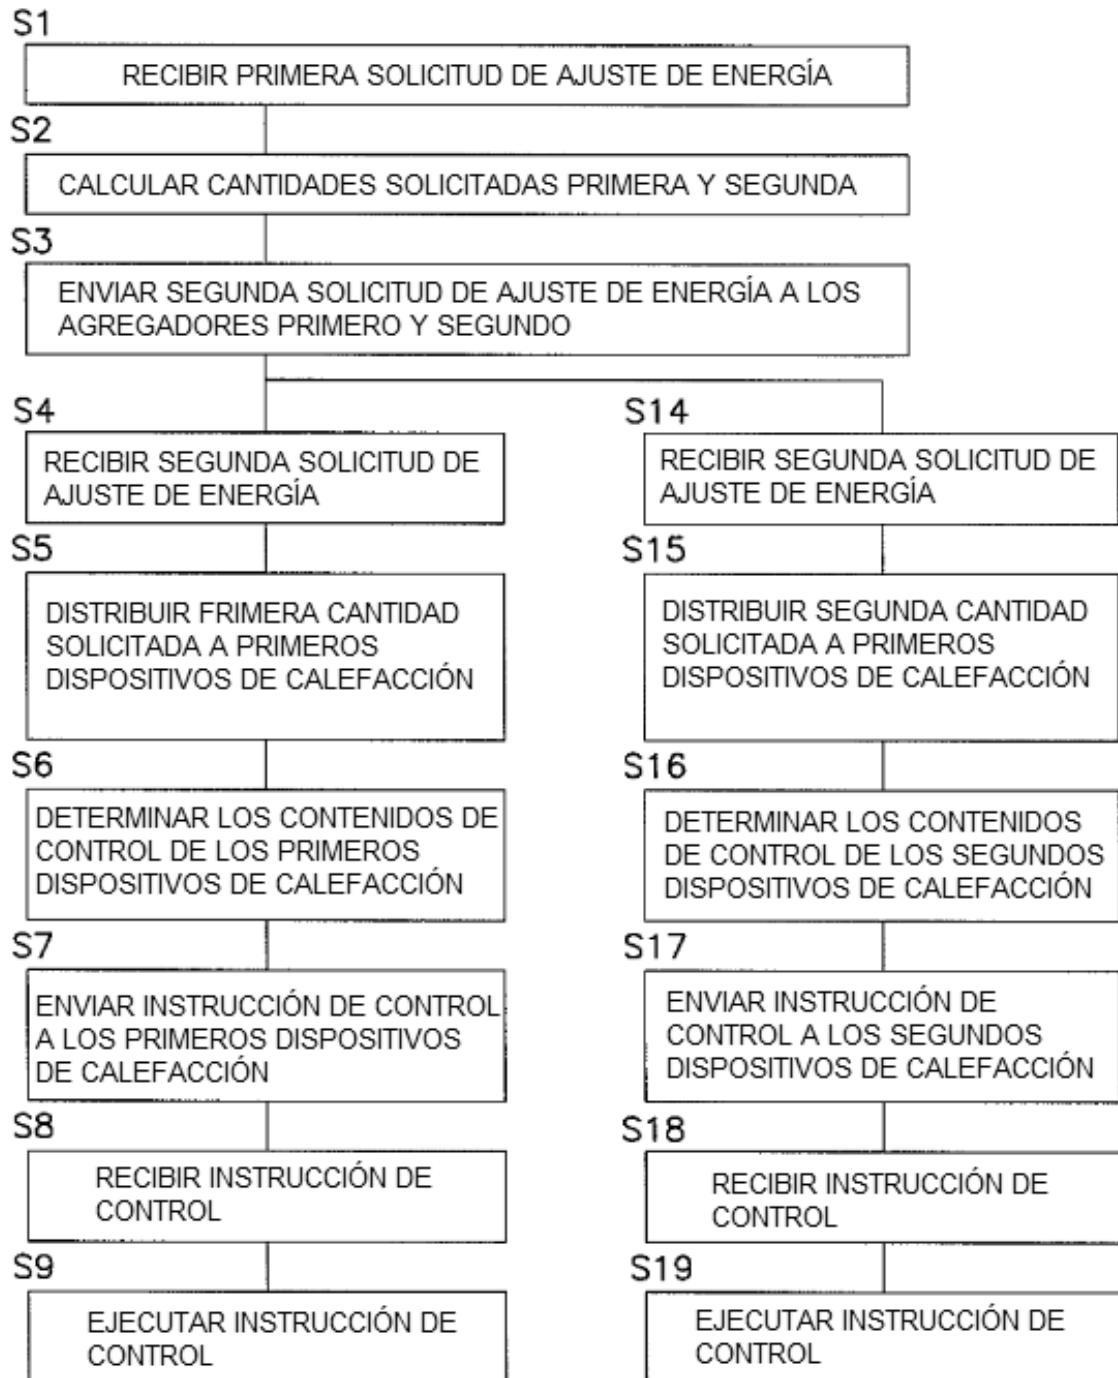 S1
RECIBIR PRIMERA SOLICITUD DE AJUSTE DE ENERGÍA
S2
CALCULAR CANTIDADES SOLICITADAS PRIMERA Y SEGUNDA
S3
ENVIAR SEGUNDA SOLICITUD DE AJUSTE DE ENERGÍA A LOS
AGREGADORES PRIMERO Y SEGUNDO
S4
RECIBIR SEGUNDA SOLICITUD DE
AJUSTE DE ENERGÍA
S5
DISTRIBUIR FRIMERA CANTIDAD
SOLICITADA A PRIMEROS
DISPOSITIVOS DE CALEFACCIÓN
S6
DETERMINAR LOS CONTENIDOS DE
CONTROL DE LOS PRIMEROS
DISPOSITIVOS DE CALEFACCIÓN
S7
ENVIAR INSTRUCCIÓN DE CONTROL
A LOS PRIMEROS DISPOSITIVOS
DE CALEFACCIÓN
S8
RECIBIR INSTRUCCIÓN DE
CONTROL
S9
EJECUTAR INSTRUCCIÓN DE
CONTROL
S14
RECIBIR SEGUNDA SOLICITUD DE
AJUSTE DE ENERGÍA
S15
DISTRIBUIR SEGUNDA CANTIDAD
SOLICITADA A PRIMEROS
DISPOSITIVOS DE CALEFACCIÓN
S16
DETERMINAR LOS CONTENIDOS
DE CONTROL DE LOS SEGUNDOS
DISPOSITIVOS DE CALEFACCIÓN
S17
ENVIAR INSTRUCCIÓN DE
CONTROL A LOS SEGUNDOS
DISPOSITIVOS DE CALEFACCIÓN
S18
RECIBIR INSTRUCCIÓN DE
CONTROL
S19
EJECUTAR INSTRUCCIÓN DE
CONTROL